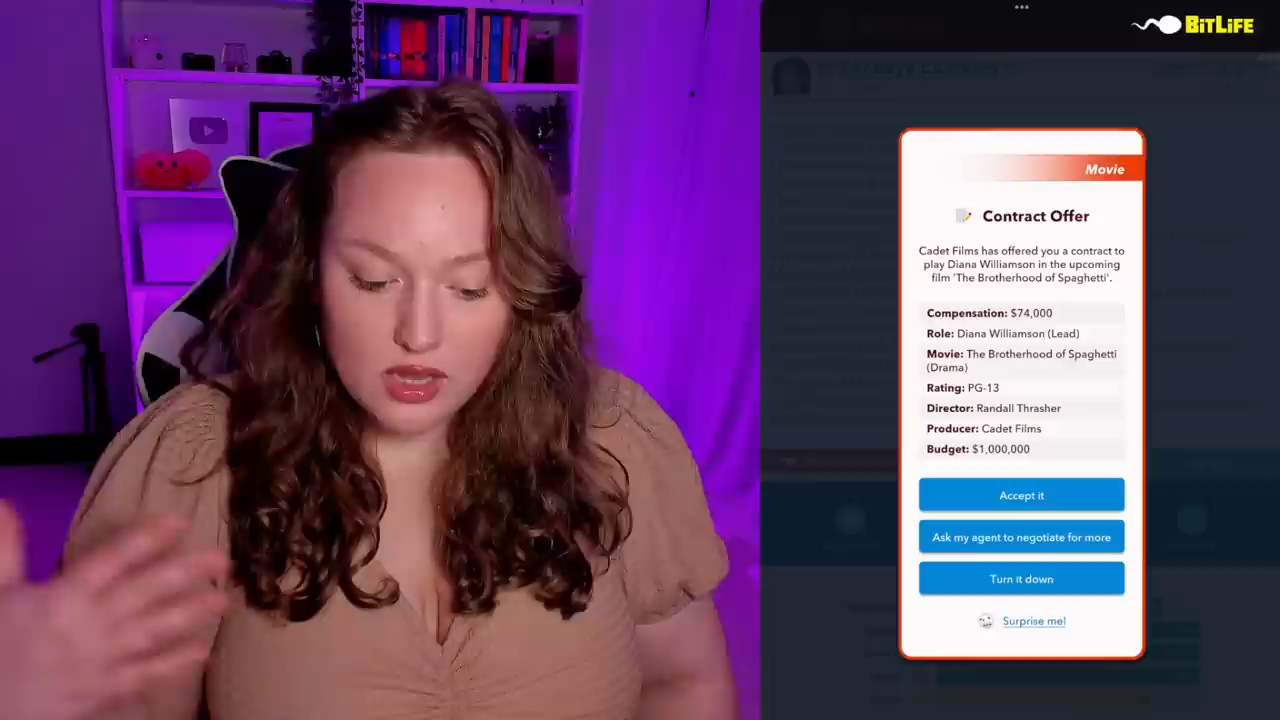 BITLIFE
Movie
Contract Offer
Cadet Films has offered you a contract to
play Diana Williamson in the upcoming
film 'The Brotherhood of Spaghetti'.
Compensation: $74,000
Role: Diana Williamson (Lead)
Movie: The Brotherhood of Spaghetti
(Drama)
Rating: PG-13
Director: Randall Thrasher
Producer: Cadet Films
Budget: $1,000,000
Accept it
Ask my agent to negotiate for more
Turn it down
Surprise me!